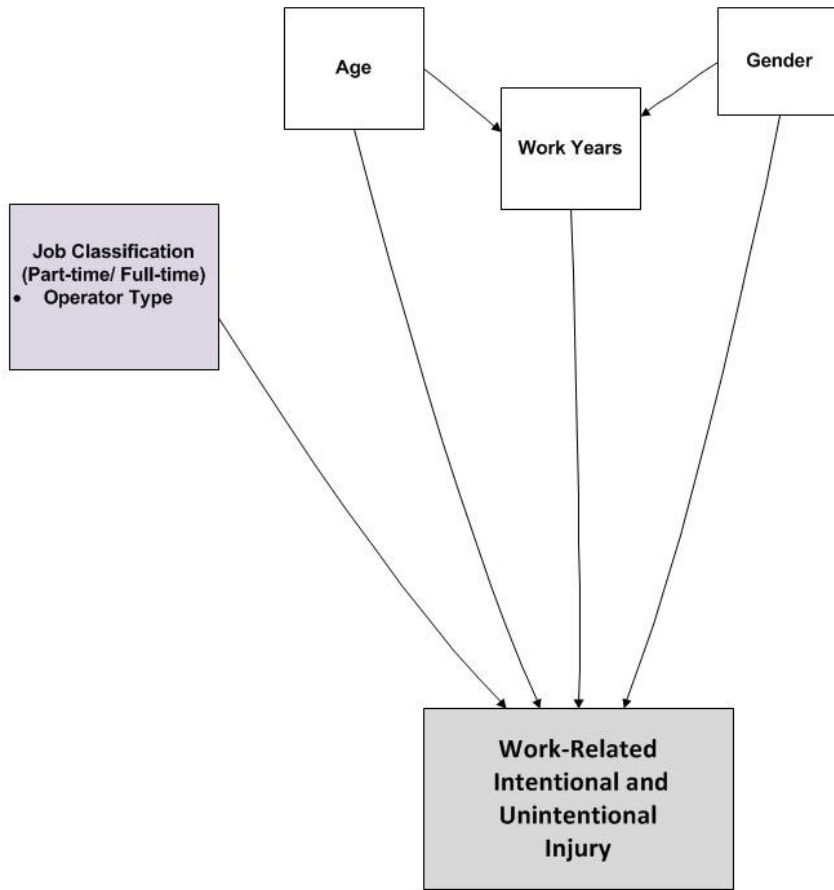 Age
Gender
Work Years
Job Classification
(Part-time/ Full-time)
• Operator Type
Work-Related
Intentional and
Unintentional
Injury